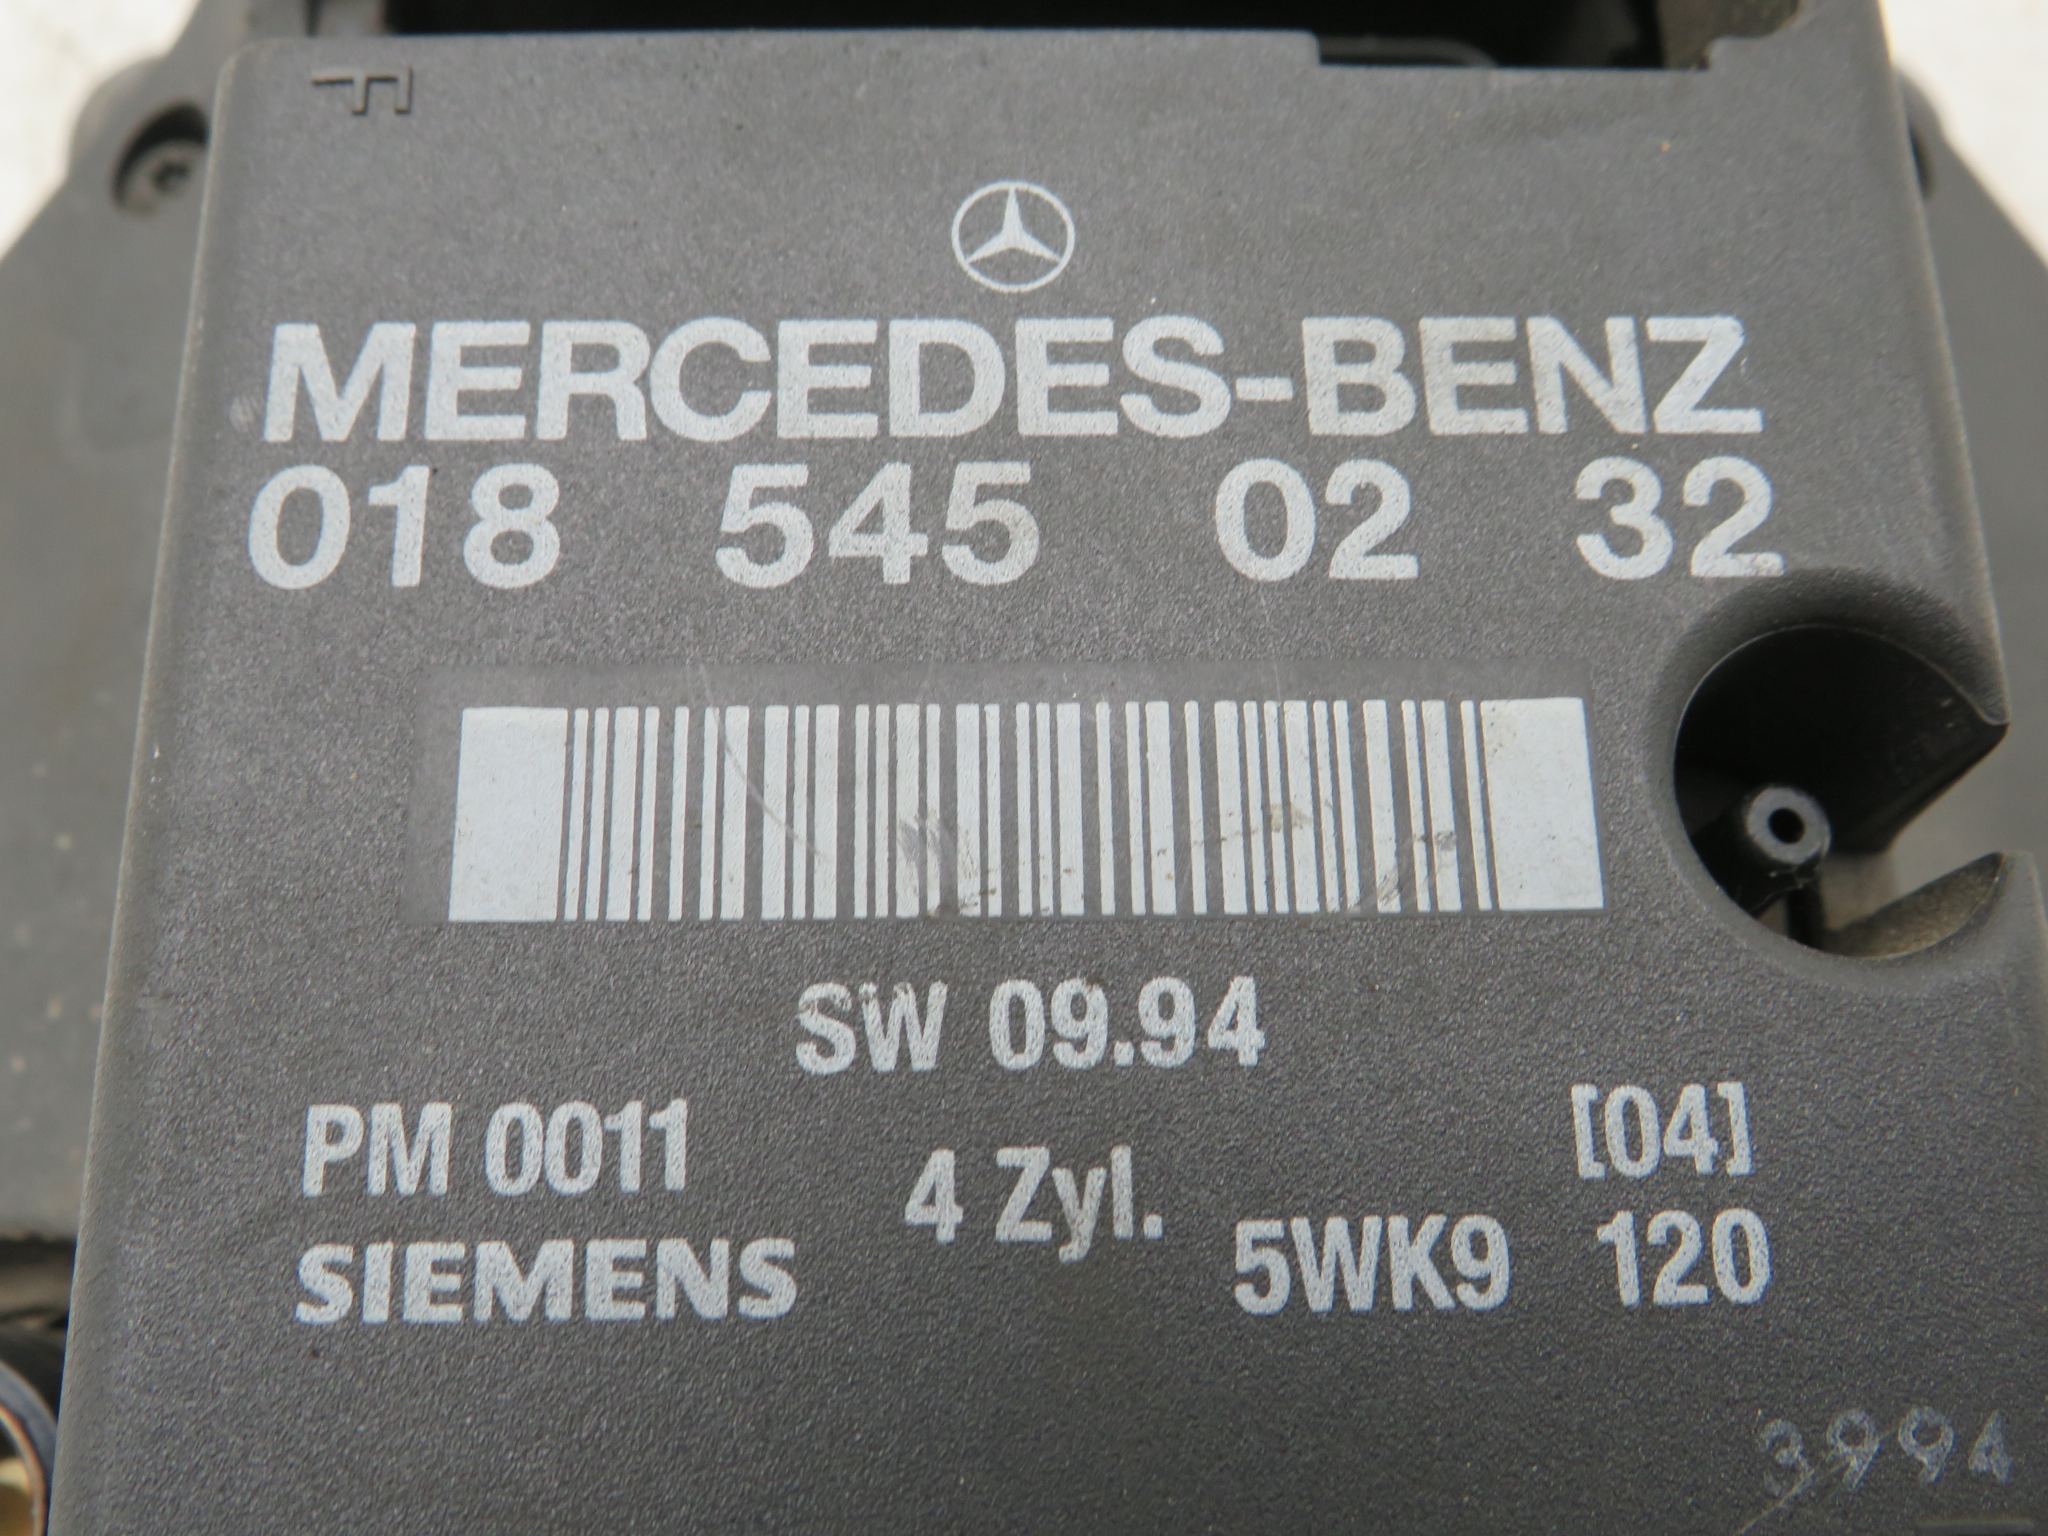 MERCEDES-BENZ
018 545 02 32
SW 09.94
PM 0011
4 Zyl.
[04]
SIEMENS
5WK9 120
3994